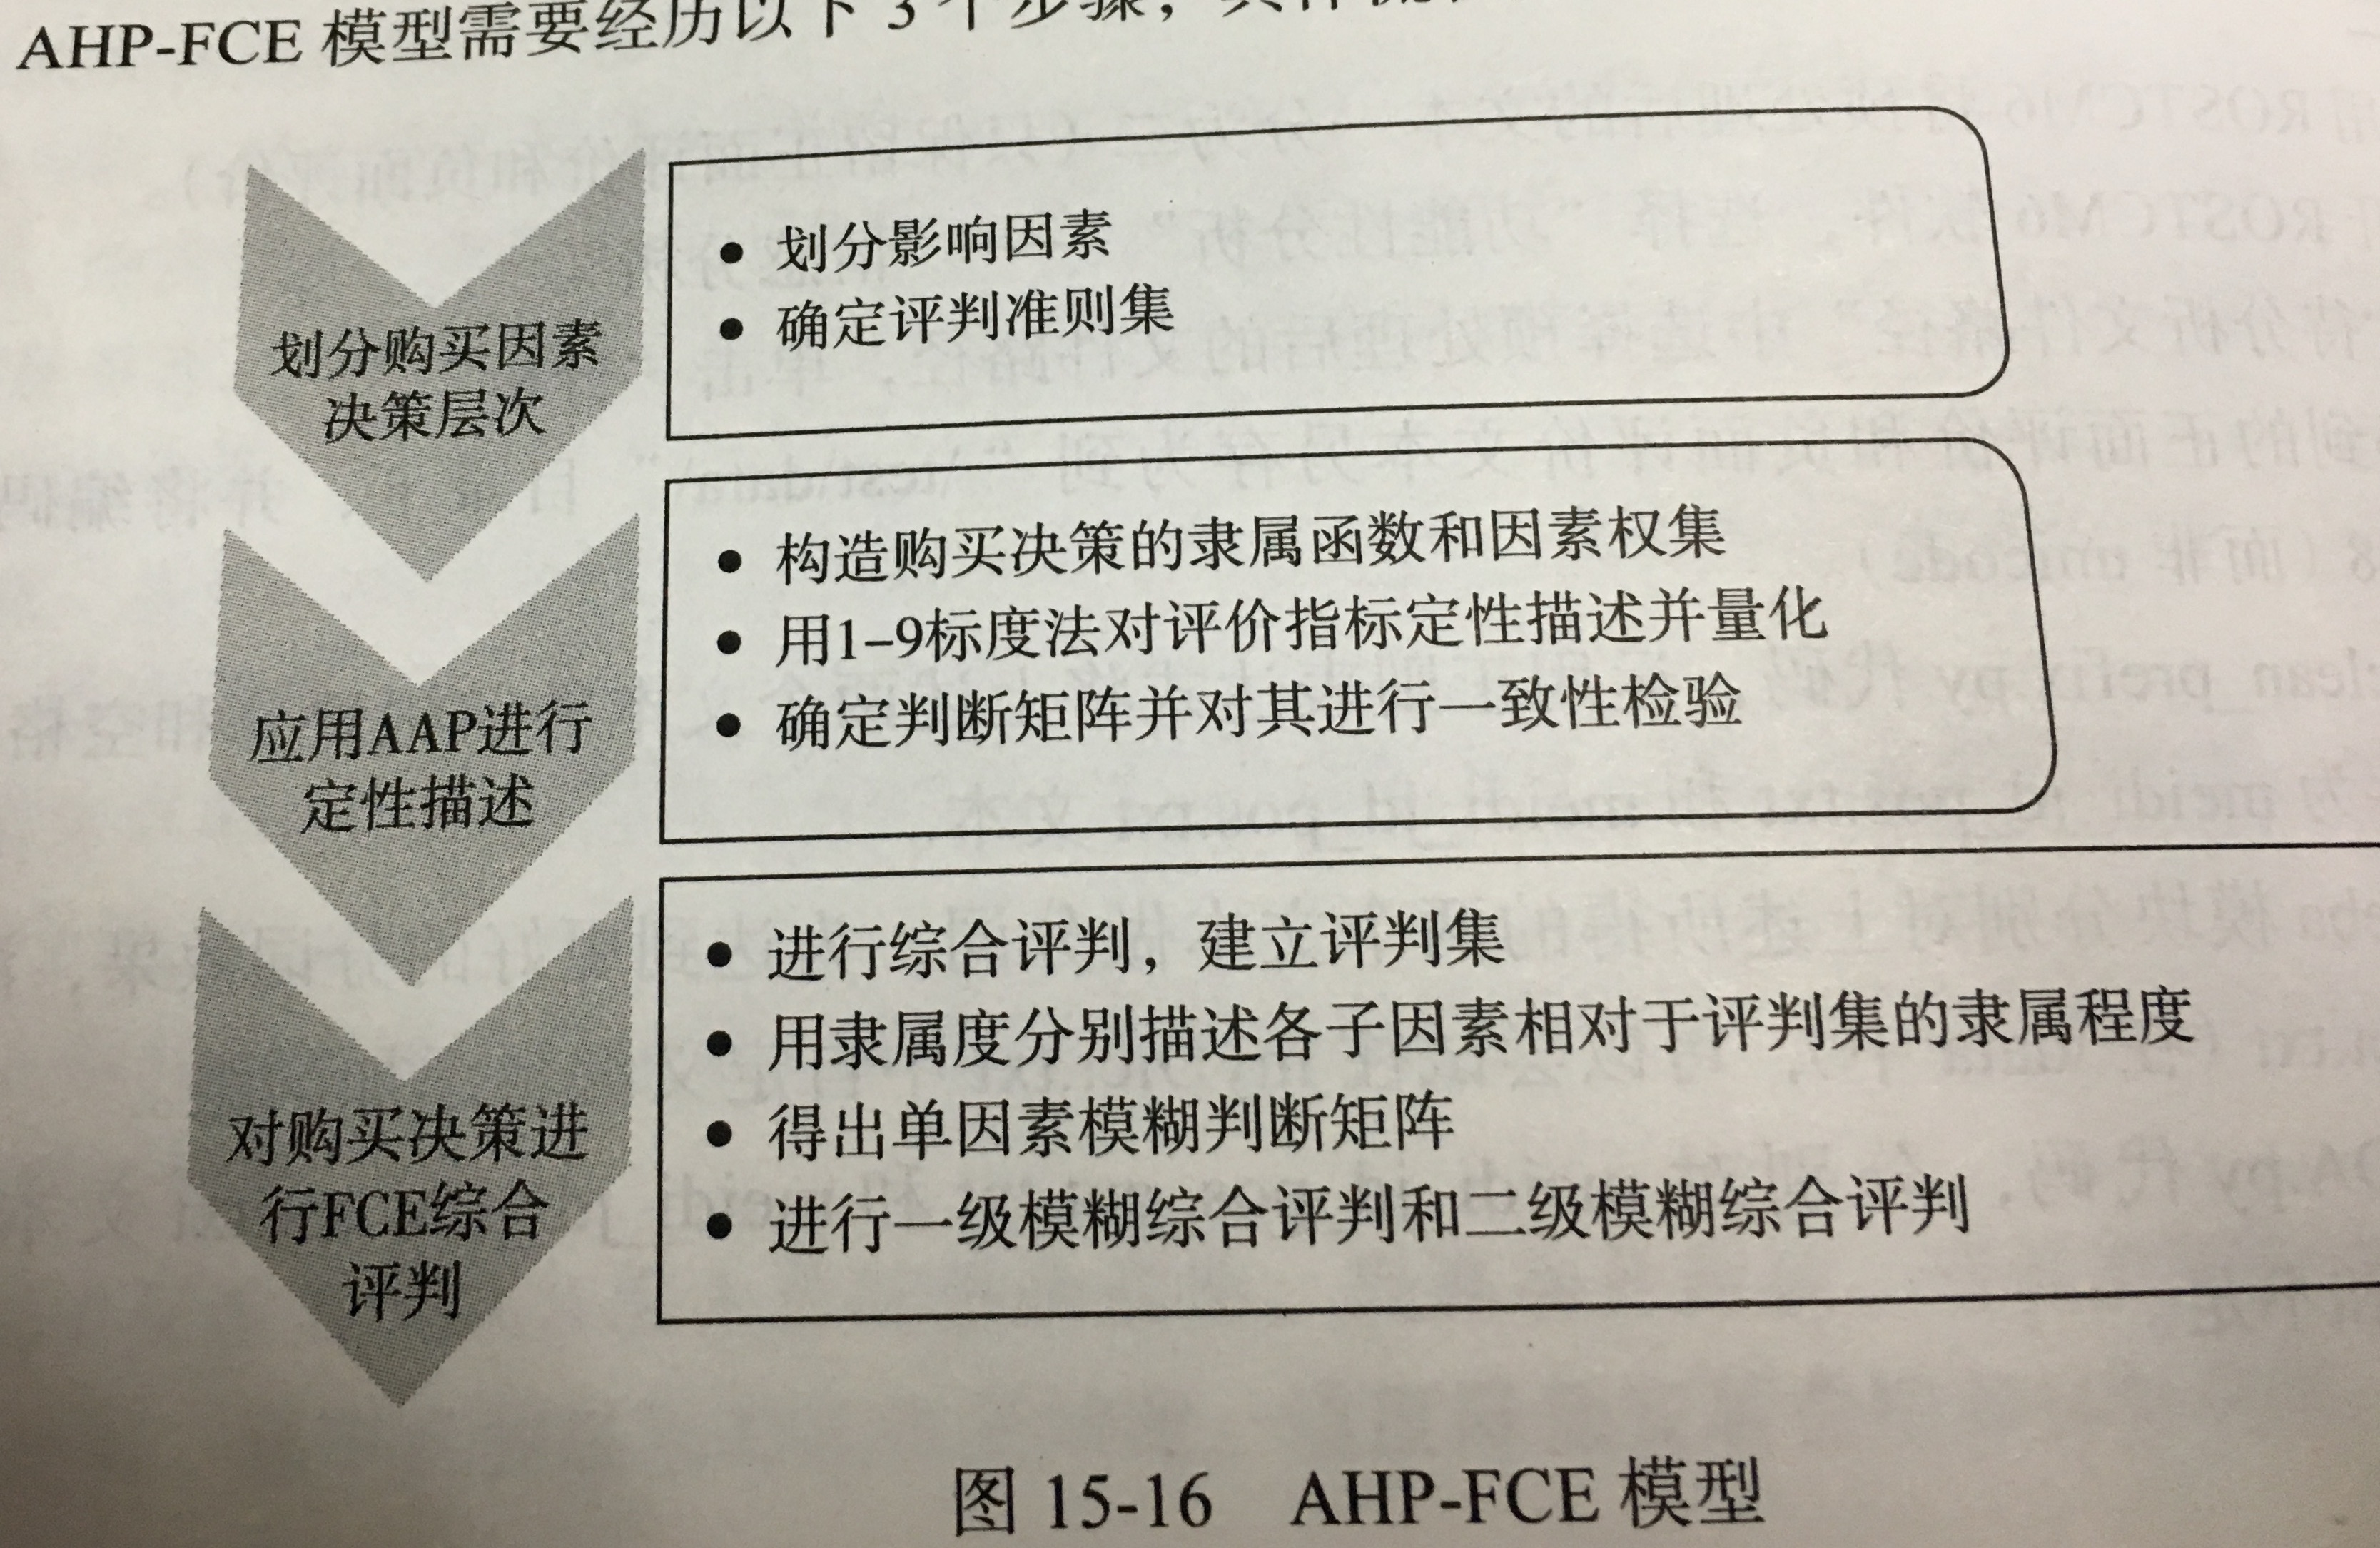 AHP-FCE 模型需要经历以下 3 个步骤，具体
划分购买因素
决策层次
• 划分影响因素
• 确定评判准则集
应用AAP进行
定性描述
• 构造购买决策的隶属函数和因素权集
• 用1–9标度法对评价指标定性描述并量化
• 确定判断矩阵并对其进行一致性检验
对购买决策进
行FCE综合
评判
• 进行综合评判，建立评判集
• 用隶属度分别描述各子因素相对于评判集的隶属程度
• 得出单因素模糊判断矩阵
• 进行一级模糊综合评判和二级模糊综合评判
图 15-16 AHP-FCE 模型